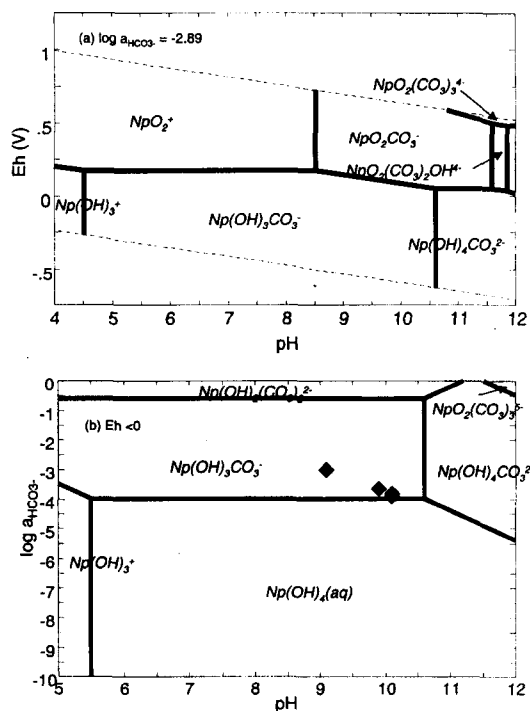 (a) log aHCO3- = -2.89
Eh (V)
1
.5
0
-.5
NpO2+
NpO2(CO3)3 4-
NpO2CO3-
NpO2(CO3)2OH4-
Np(OH)3+
Np(OH)3CO3-
Np(OH)4CO3 2-
4 5 6 7 8 9 10 11 12
pH
(b) Eh <0
log aHCO3-
0
-1
-2
-3
-4
-5
-6
-7
-8
-9
-10
NpO2(CO3)3 5-
Np(OH)3CO3-
Np(OH)4CO3 2-
Np(OH)3+
Np(OH)4(aq)
5 6 7 8 9 10 11 12
pH